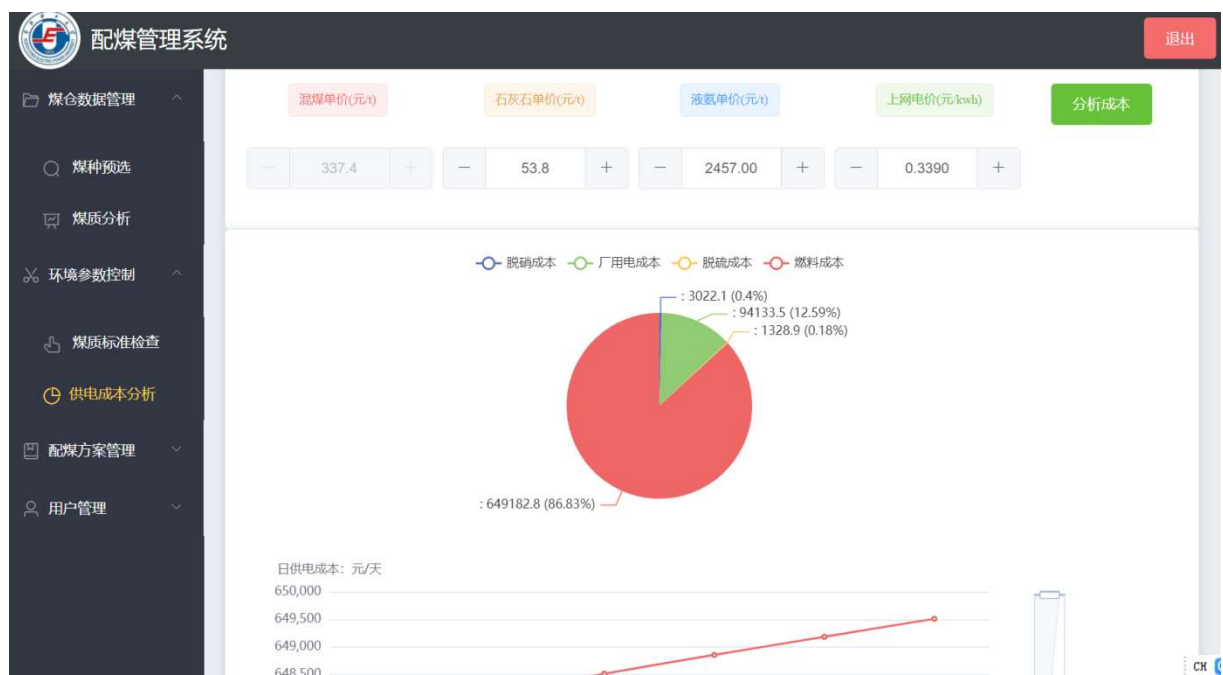 配煤管理系统
退出
煤仓数据管理
煤种预选
煤质分析
环境参数控制
煤质标准检查
供电成本分析
配煤方案管理
用户管理
混煤单价(元/t)
石灰石单价(元/t)
液氨单价(元/t)
上网电价(元/kwh)
分析成本
337.4
53.8
2457.00
0.3390
脱硝成本 厂用电成本 脱硫成本 燃料成本
: 3022.1 (0.4%)
: 94133.5 (12.59%)
: 1328.9 (0.18%)
: 649182.8 (86.83%)
日供电成本：元/天
650,000
649,500
649,000
648,500
CH